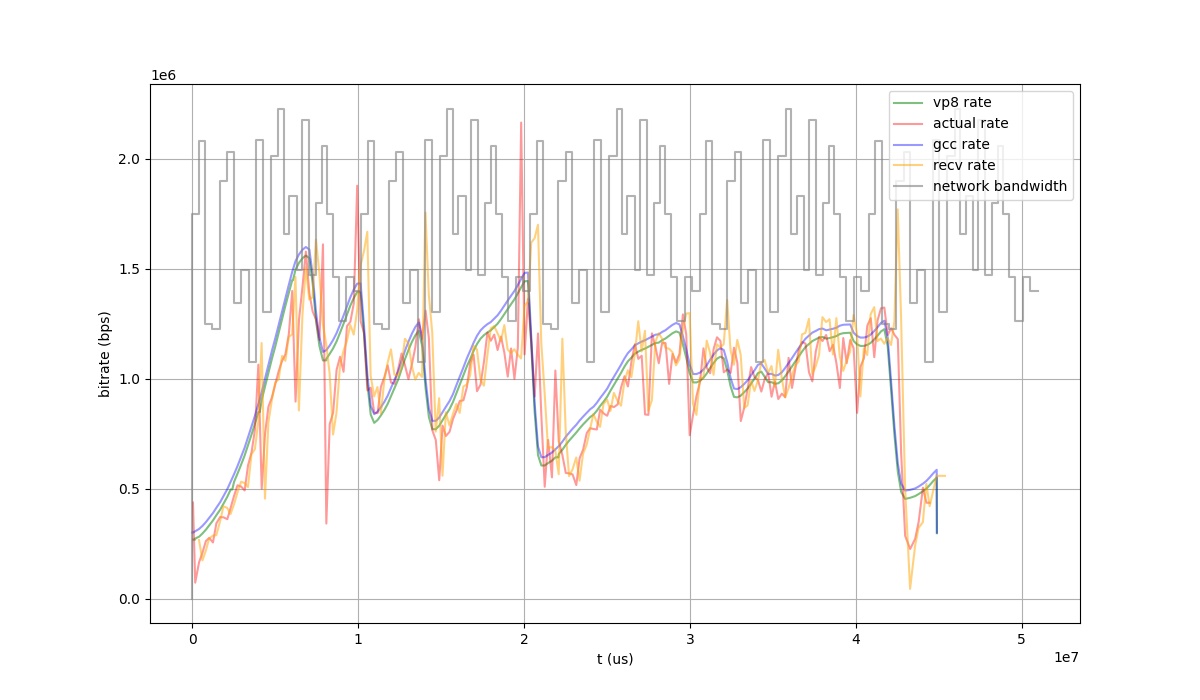 1e6
bitrate (bps)
2.0
1.5
1.0
0.5
0.0
vp8 rate
actual rate
gcc rate
recv rate
network bandwidth
0 1 2 3 4 5
t (us)
1e7